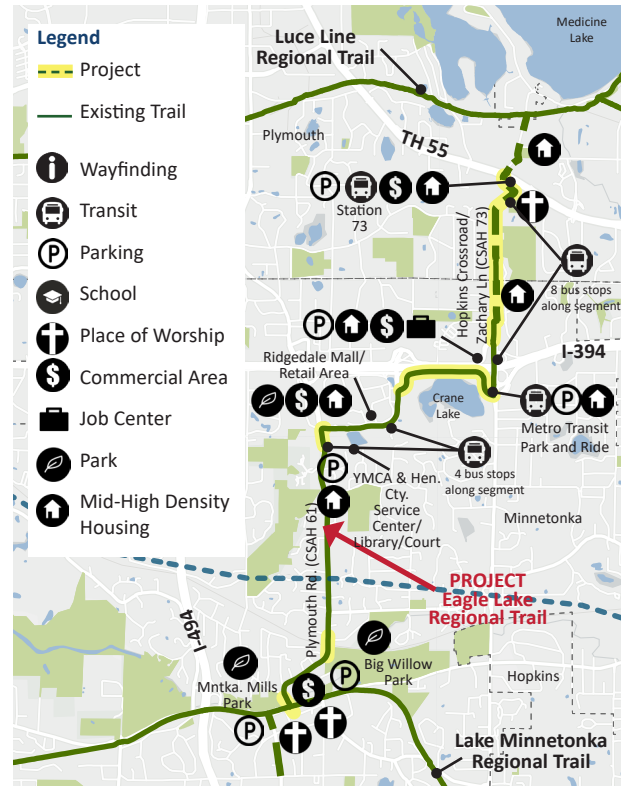 Legend
Project
Existing Trail
Wayfinding
Transit
P
Parking
School
Place of Worship
$
Commercial Area
Job Center
Park
Mid-High Density
Housing
Luce Line
Regional Trail
Medicine
Lake
Plymouth
TH 55
P
$
Station
73
Hopkins Crossroad/
Zachary Ln (CSAH 73)
8 bus stops
along segment
P
$
I-394
Ridgedale Mall/
Retail Area
$
Crane
Lake
P
Metro Transit
Park and Ride
4 bus stops
along segment
P
YMCA & Hen.
Cty.
Service
Center/
Library/Court
Minnetonka
Plymouth Rd. (CSAH 61)
PROJECT
Eagle Lake
Regional Trail
I-494
Mntka. Mills
Park
$
P
Big Willow
Park
Hopkins
P
Lake Minnetonka
Regional Trail